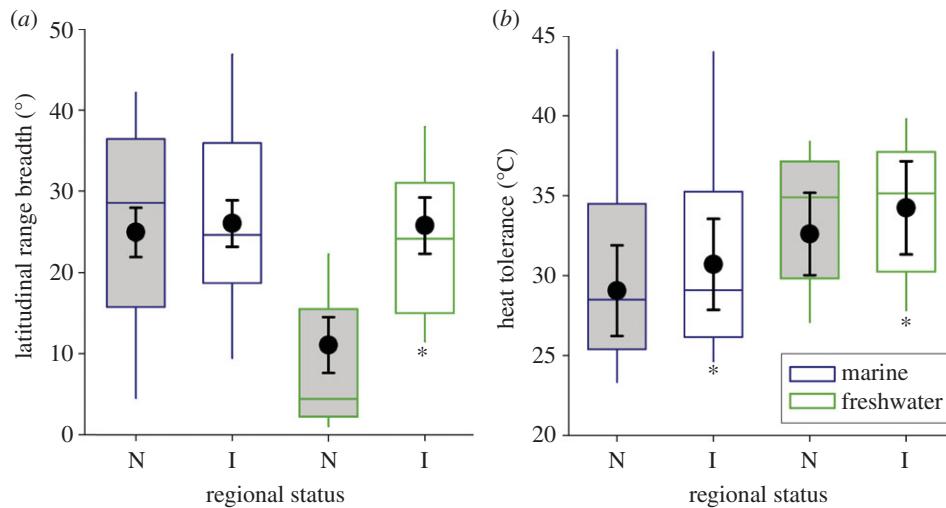 (a)
50
40
30
20
10
0
latitudinal range breadth (°)
N
I
N
I
*
regional status
(b)
45
40
35
30
25
20
heat tolerance (°C)
*
*
marine
freshwater
N
I
N
I
regional status